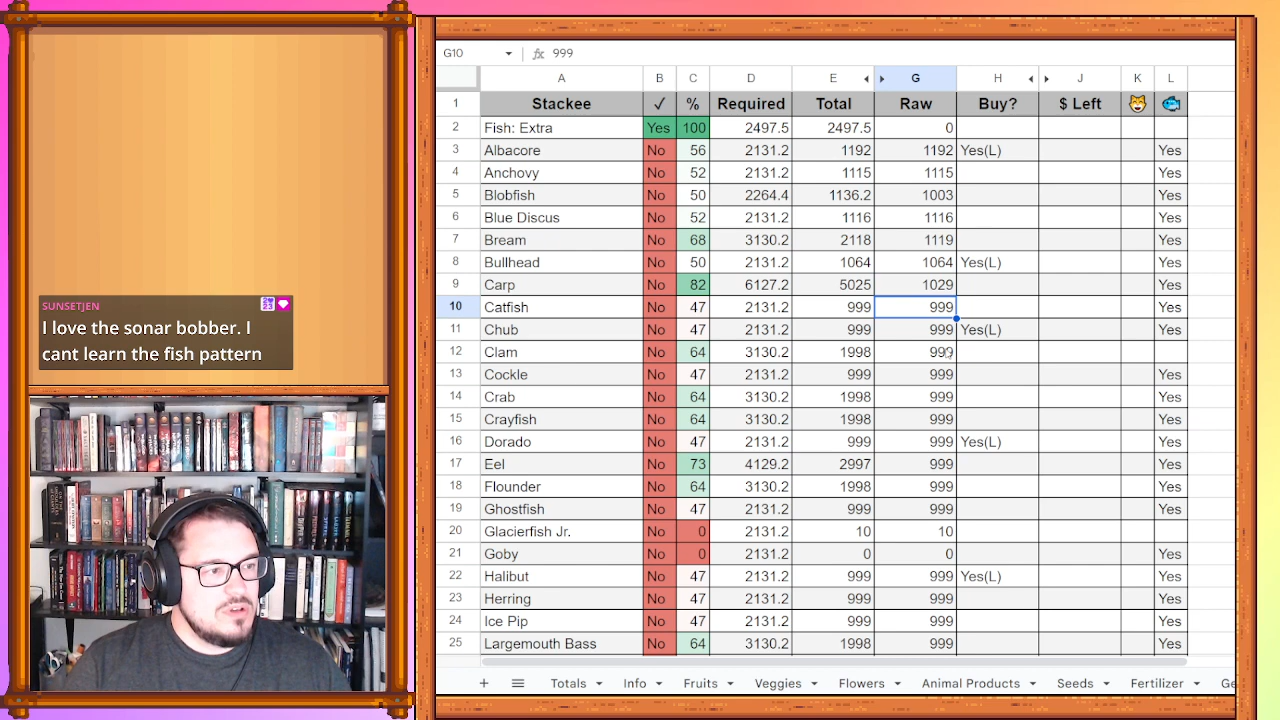 G10 fx 999
A B C D E G H J K L
1 Stackee ✓ % Required Total Raw Buy? $ Left
2 Fish: Extra Yes 100 2497.5 2497.5 0
3 Albacore No 56 2131.2 1192 1192 Yes(L) Yes
4 Anchovy No 52 2131.2 1115 1115 Yes
5 Blobfish No 50 2264.4 1136.2 1003 Yes
6 Blue Discus No 52 2131.2 1116 1116 Yes
7 Bream No 68 3130.2 2118 1119 Yes
8 Bullhead No 50 2131.2 1064 1064 Yes(L) Yes
9 Carp No 82 6127.2 5025 1029 Yes
10 Catfish No 47 2131.2 999 999 Yes
11 Chub No 47 2131.2 999 999 Yes(L) Yes
12 Clam No 64 3130.2 1998 999
13 Cockle No 47 2131.2 999 999 Yes
14 Crab No 64 3130.2 1998 999 Yes
15 Crayfish No 64 3130.2 1998 999 Yes
16 Dorado No 47 2131.2 999 999 Yes(L) Yes
17 Eel No 73 4129.2 2997 999 Yes
18 Flounder No 64 3130.2 1998 999 Yes
19 Ghostfish No 47 2131.2 999 999 Yes
20 Glacierfish Jr. No 0 2131.2 10 10
21 Goby No 0 2131.2 0 0 Yes
22 Halibut No 47 2131.2 999 999 Yes(L) Yes
23 Herring No 47 2131.2 999 999 Yes
24 Ice Pip No 47 2131.2 999 999 Yes
25 Largemouth Bass No 64 3130.2 1998 999 Yes
+ Totals Info Fruits Veggies Flowers Animal Products Seeds Fertilizer Ge
SUNSETJEN
I love the sonar bobber. I
cant learn the fish pattern